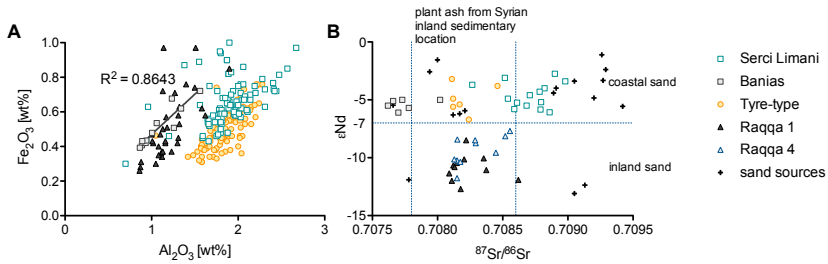 A
Fe2O3 [wt%]
1.0
0.8
0.6
0.4
0.2
0.0
R2 = 0.8643
0
1
2
3
Al2O3 [wt%]
B
plant ash from Syrian
inland sedimentary
location
εNd
0
-5
-10
-15
coastal sand
inland sand
0.7075
0.7080
0.7085
0.7090
0.7095
87Sr/86Sr
Serci Limani
Banias
Tyre-type
Raqqa 1
Raqqa 4
sand sources